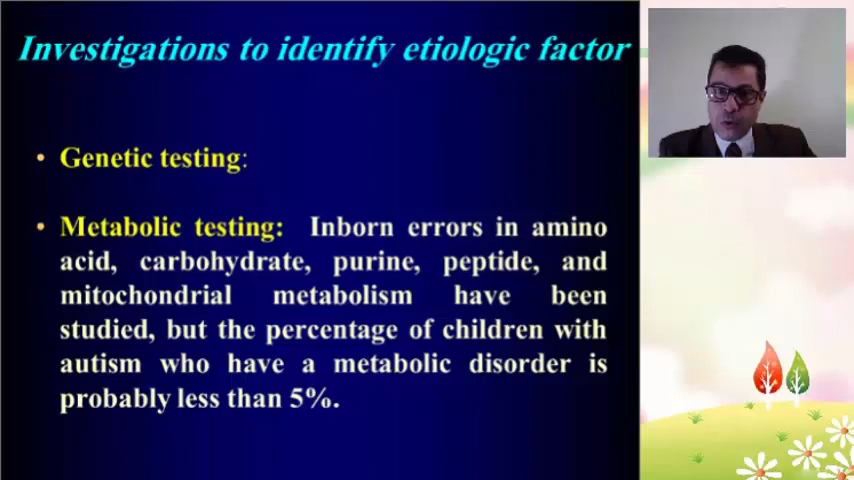 Investigations to identify etiologic factor
• Genetic testing:
• Metabolic testing: Inborn errors in amino
acid, carbohydrate, purine, peptide, and
mitochondrial metabolism have been
studied, but the percentage of children with
autism who have a metabolic disorder is
probably less than 5%.